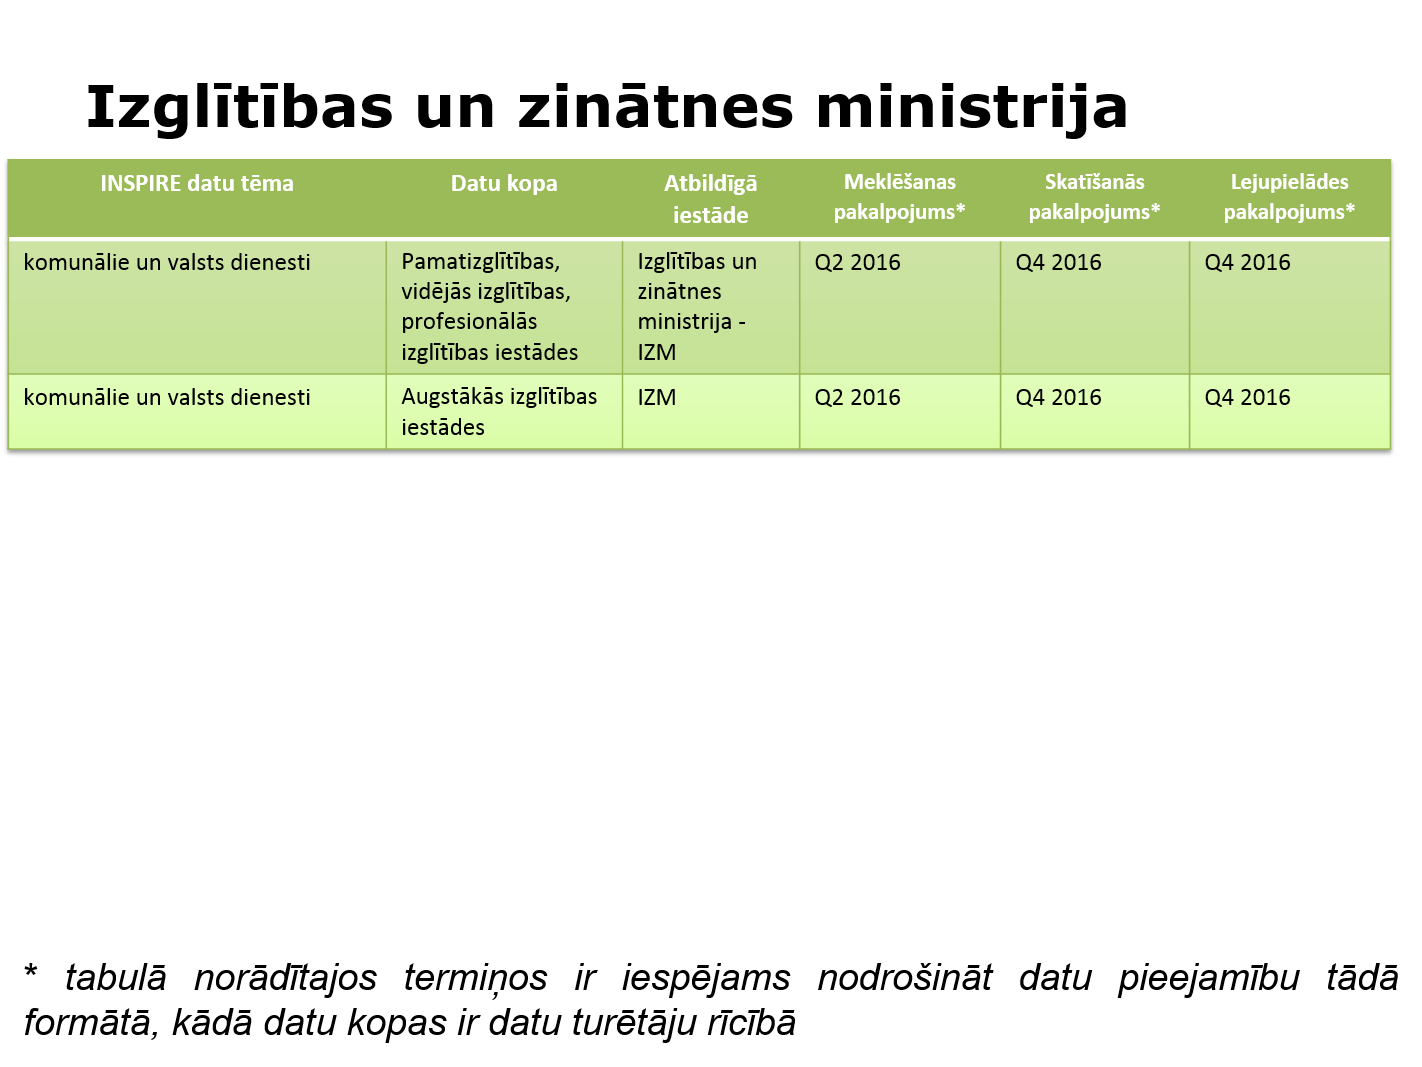 Izglītības un zinātnes ministrija
INSPIRE datu tēma
Datu kopa
Atbildīgā
iestāde
Meklēšanas
pakalpojums*
Skatīšanās
pakalpojums*
Lejupielādes
pakalpojums*
komunālie un valsts dienesti
Pamatizglītības,
vidējās izglītības,
profesionālās
izglītības iestādes
Izglītības un
zinātnes
ministrija -
IZM
Q2 2016
Q4 2016
Q4 2016
komunālie un valsts dienesti
Augstākās izglītības
iestādes
IZM
Q2 2016
Q4 2016
Q4 2016
* tabulā norādītajos termiņos ir iespējams nodrošināt datu pieejamību tādā
formātā, kādā datu kopas ir datu turētāju rīcībā